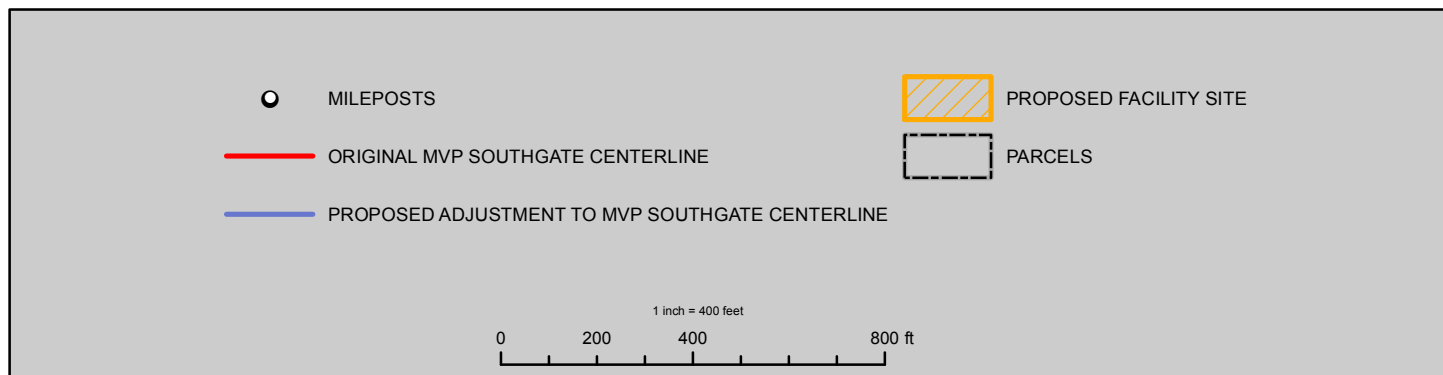 MILEPOSTS
ORIGINAL MVP SOUTHGATE CENTERLINE
PROPOSED ADJUSTMENT TO MVP SOUTHGATE CENTERLINE
PROPOSED FACILITY SITE
PARCELS
1 inch = 400 feet
0 200 400 800 ft